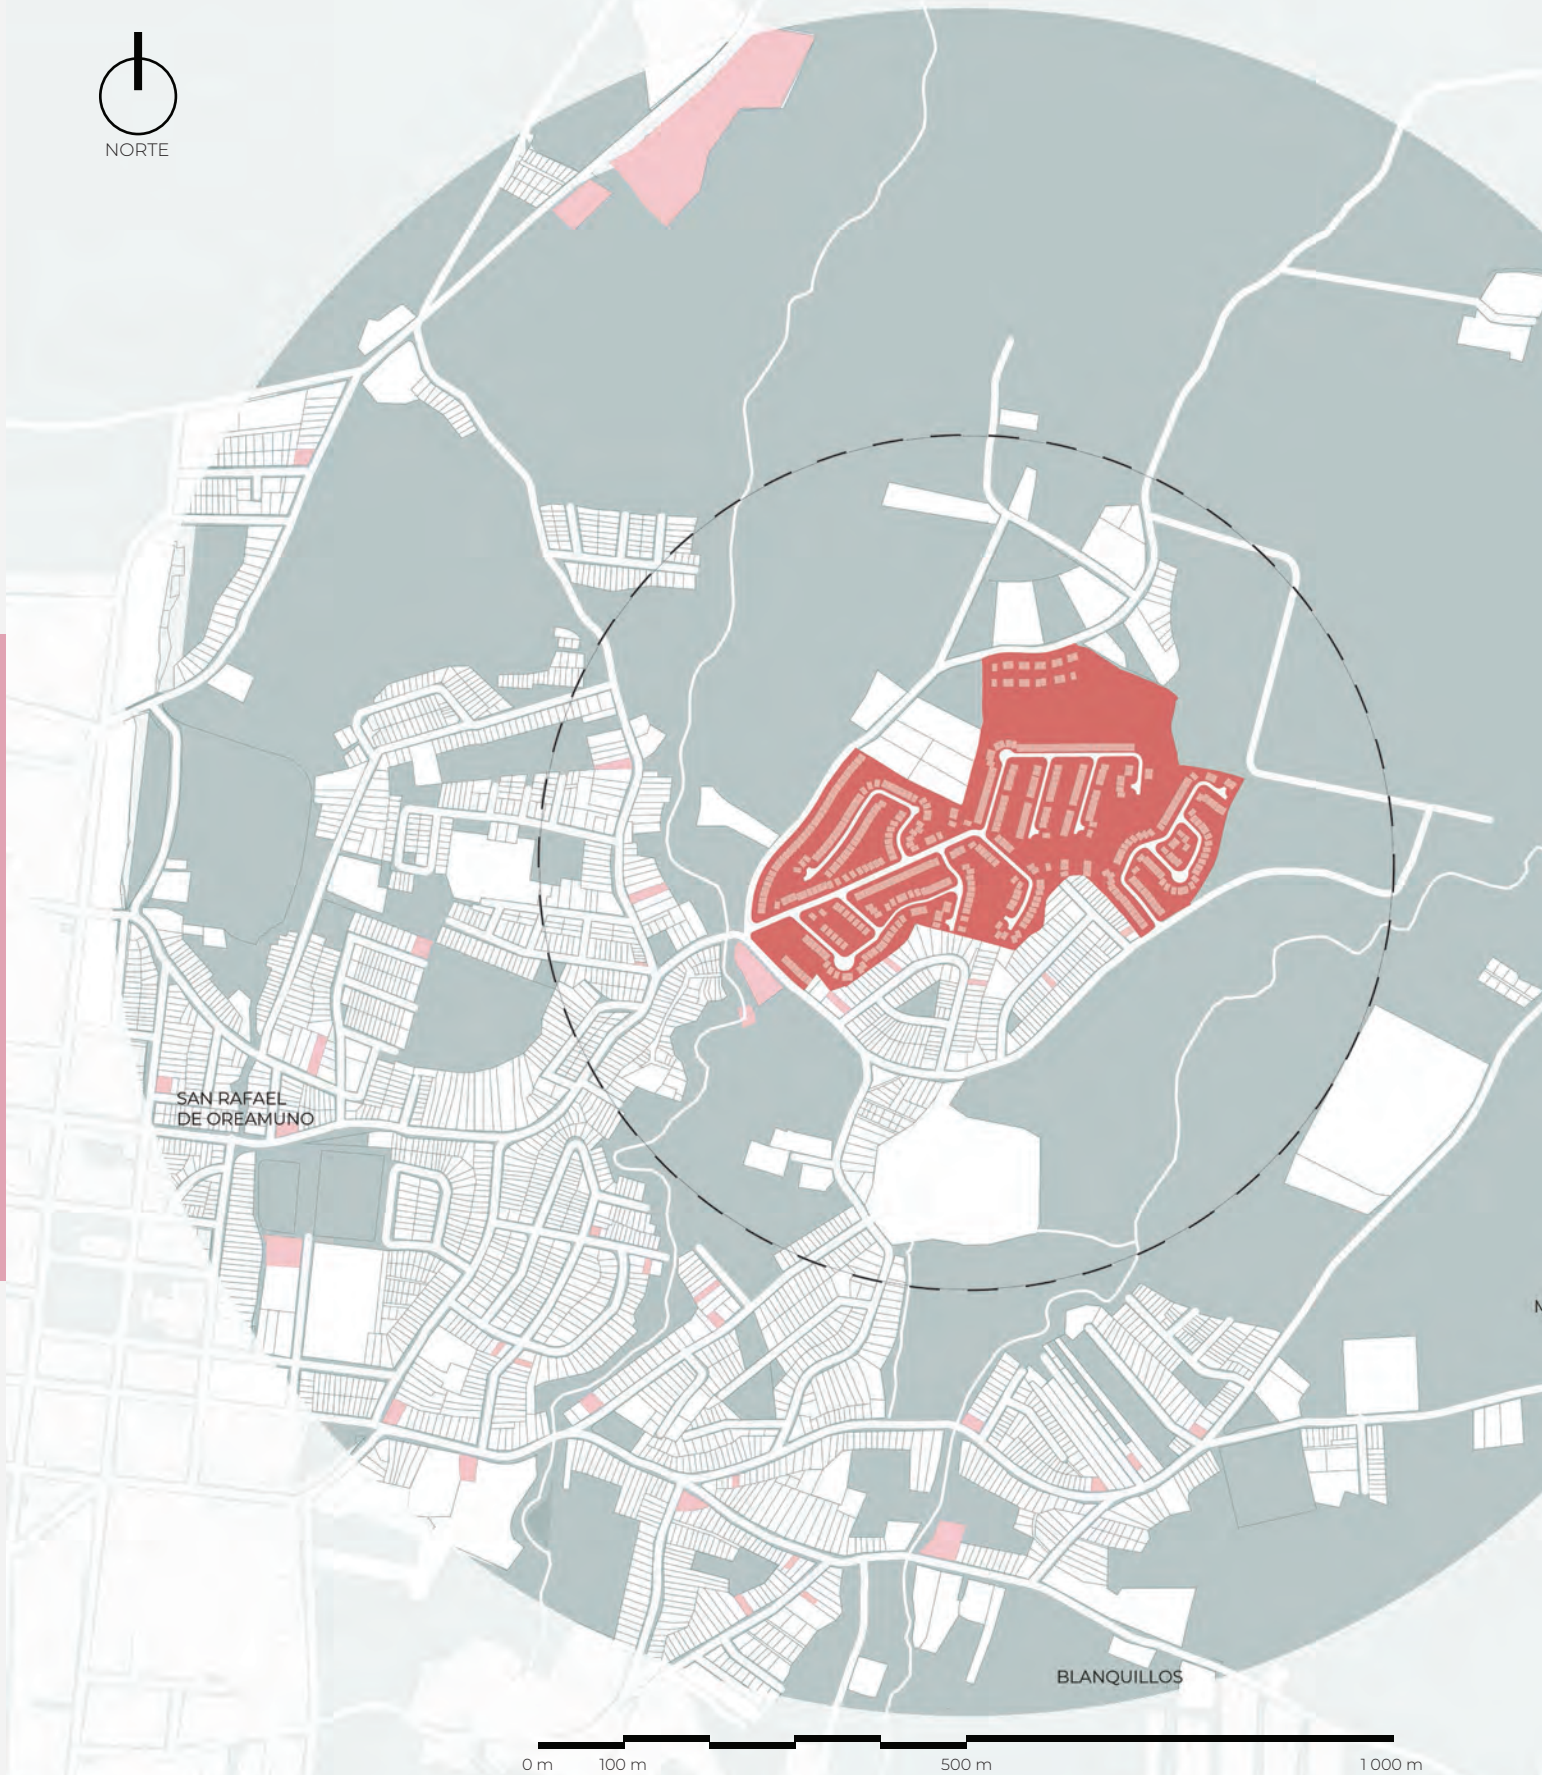 NORTE
SAN RAFAEL
DE OREAMUNO
M
BLANQUILLOS
0 m
100 m
500 m
1 000 m